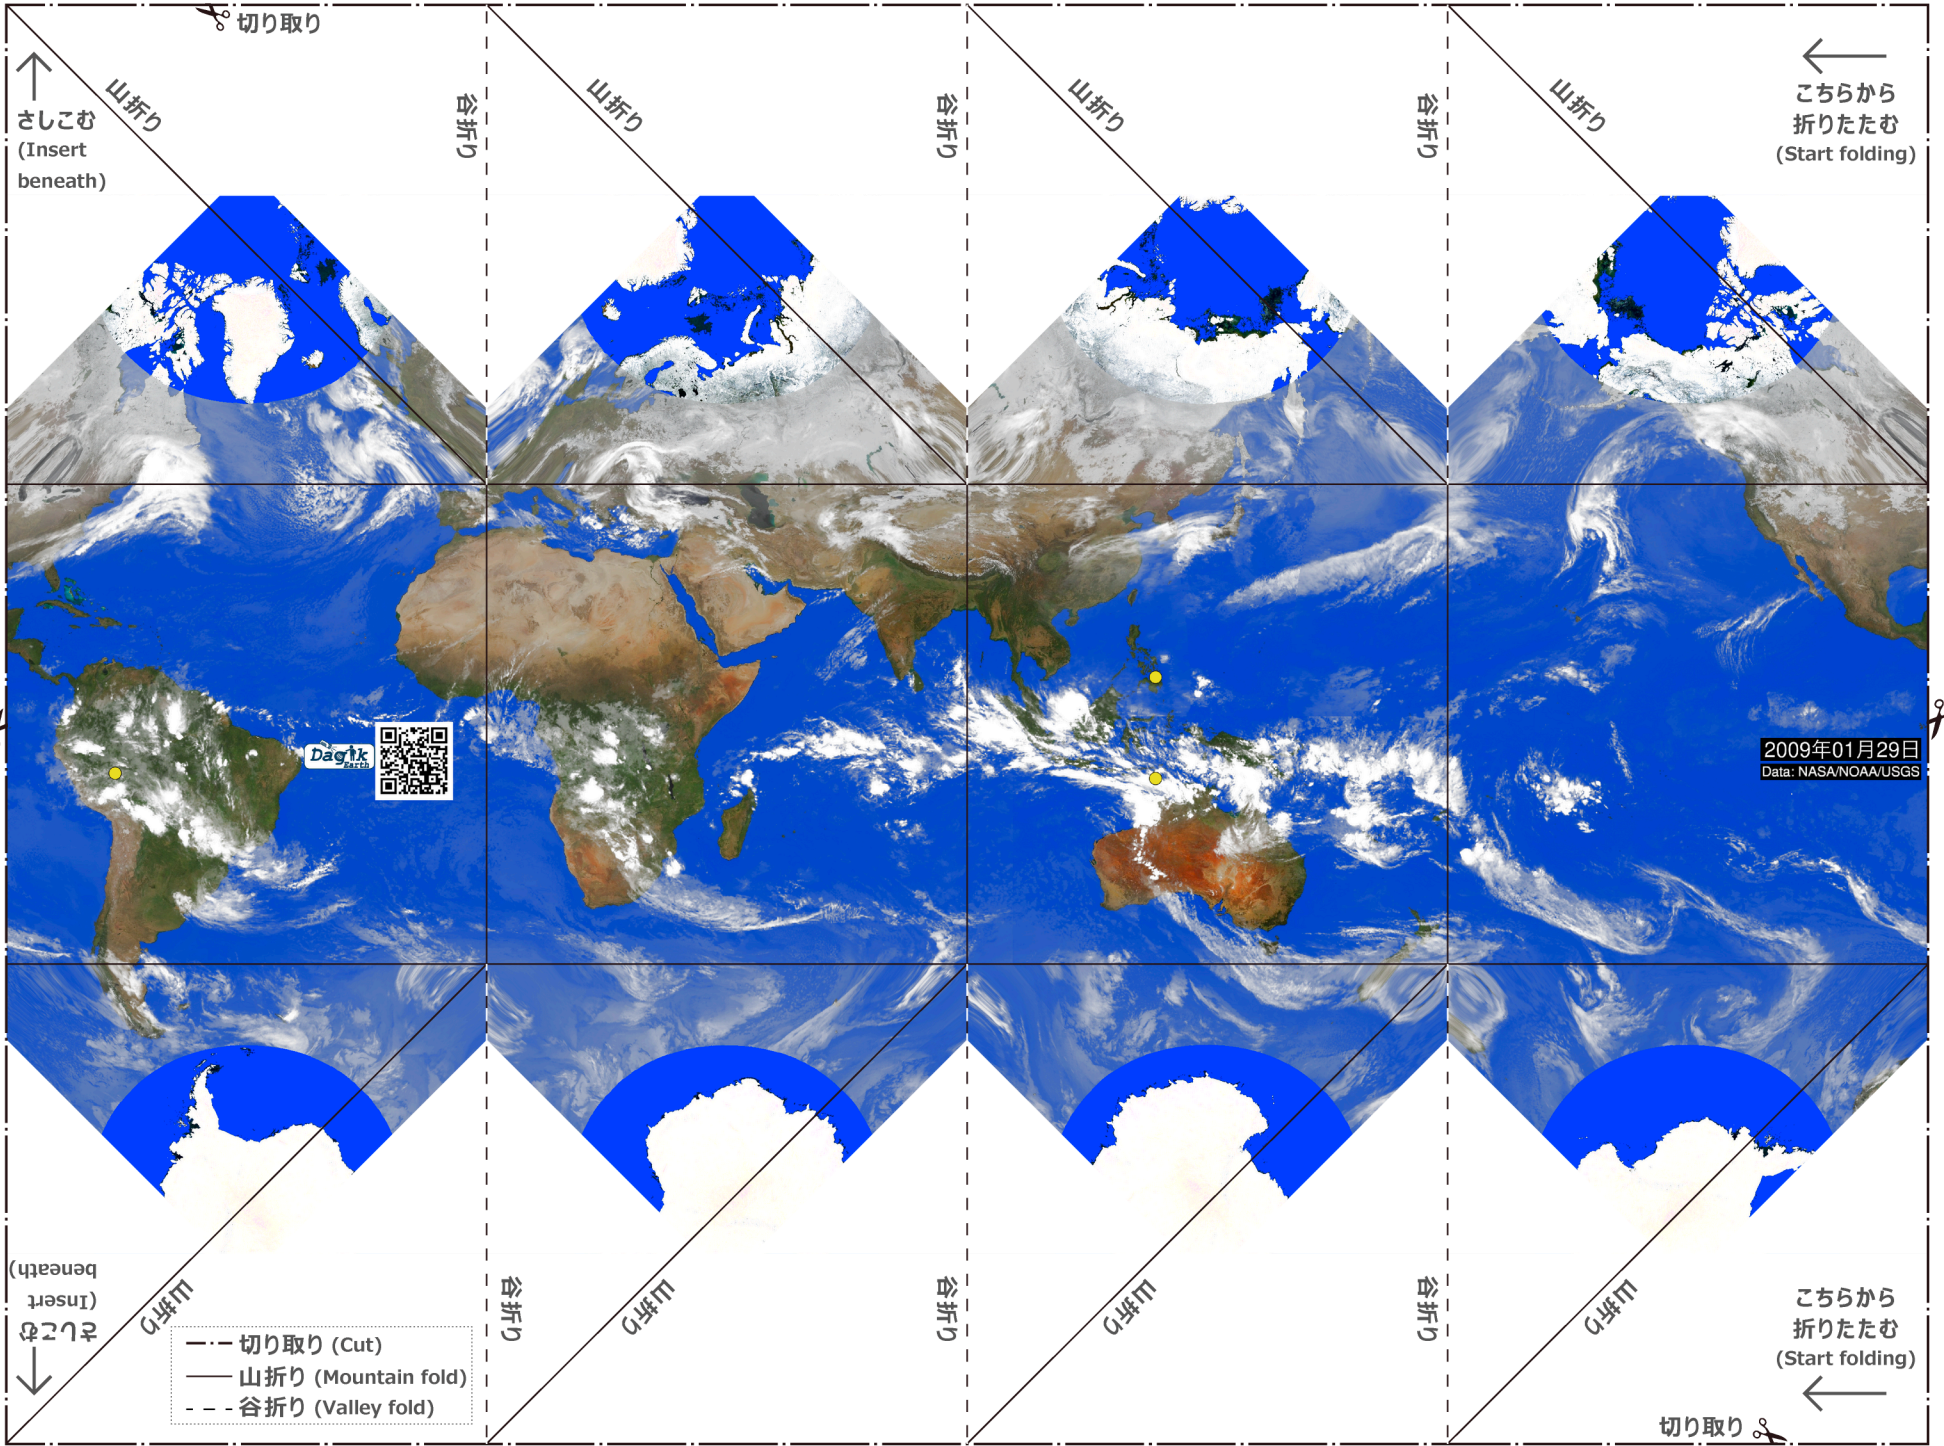 切り取り
山折り
谷折り
山折り
谷折り
山折り
谷折り
山折り
こちらから
折りたたむ
(Start folding)
さしこむ
(Insert
beneath)
Dagik
Earth
2009年01月29日
Data: NASA/NOAA/USGS
さしこむ
(Insert
beneath)
山折り
谷折り
山折り
谷折り
山折り
谷折り
山折り
こちらから
折りたたむ
(Start folding)
切り取り (Cut)
山折り (Mountain fold)
谷折り (Valley fold)
切り取り